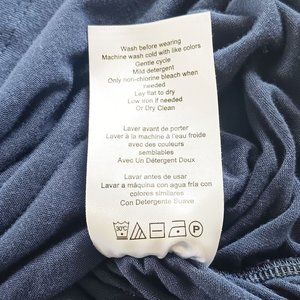 Wash before wearing
Machine wash cold with like colors
Gentle cycle
Mild detergent
Only non-chlorine bleach when
needed
Lay flat to dry
Low iron if needed
Or Dry Clean
Laver avant de porter
Laver à la machine à l'eau froide
avec des couleurs
semblables
Avec Un Détergent Doux
Lavar antes de usar
Lavar a máquina con agua fría con
colores similares
Con Detergente Suave
30°C
P